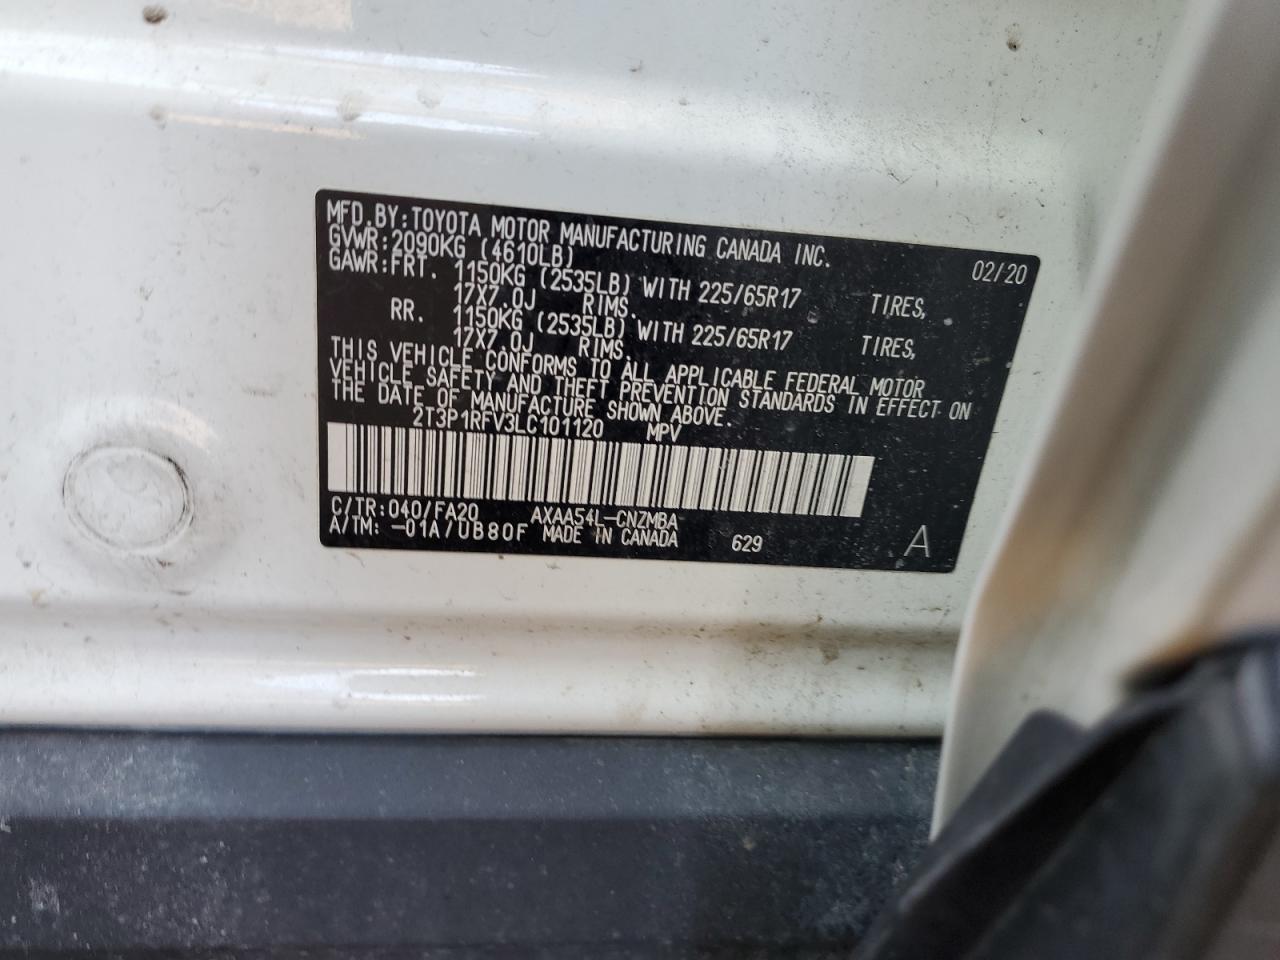 MFD.BY:TOYOTA MOTOR MANUFACTURING CANADA INC. 02/20
GVWR:2090KG (4610LB)
GAWR:FRT. 1150KG (2535LB) WITH 225/65R17 TIRES,
17X7.0J RIMS.
RR. 1150KG (2535LB) WITH 225/65R17 TIRES,
17X7.0J RIMS.
THIS VEHICLE CONFORMS TO ALL APPLICABLE FEDERAL MOTOR
VEHICLE SAFETY AND THEFT PREVENTION STANDARDS IN EFFECT ON
THE DATE OF MANUFACTURE SHOWN ABOVE.
2T3P1RFV3LC101120 MPV
C/TR:040/FA20 AXAA54L-CNZMBA
A/TM: -01A/UB80F MADE IN CANADA 629 A